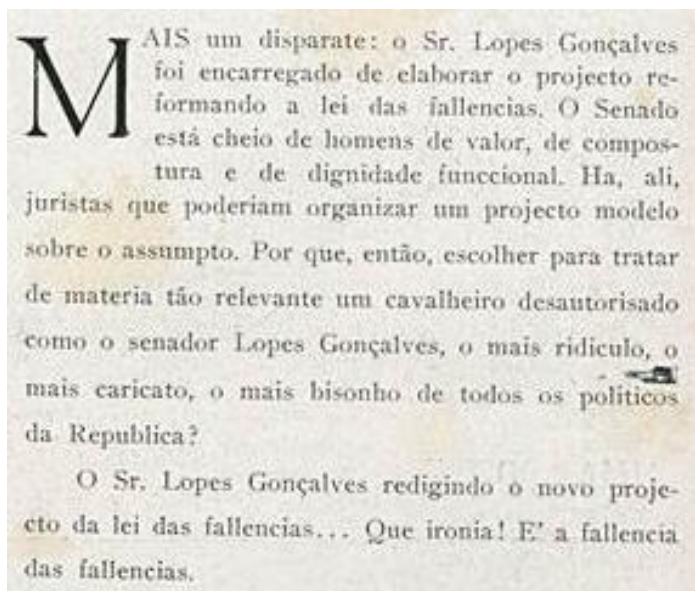 MAIS um disparate: o Sr. Lopes Gonçalves
foi encarregado de elaborar o projecto re-
formando a lei das fallencias. O Senado
está cheio de homens de valor, de compos-
tura e de dignidade funccional. Ha, ali,
juristas que poderiam organizar um projecto modelo
sobre o assumpto. Por que, então, escolher para tratar
de materia tão relevante um cavalheiro desautorisado
como o senador Lopes Gonçalves, o mais ridiculo, o
mais caricato, o mais bisonho de todos os politicos
da Republica?
O Sr. Lopes Gonçalves redigindo o novo proje-
cto da lei das fallencias... Que ironia! E' a fallencia
das fallencias.